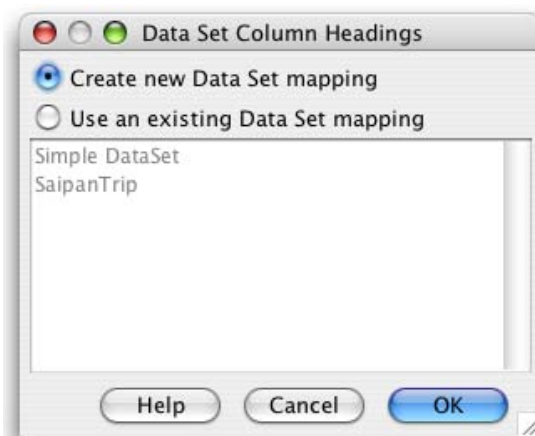 Data Set Column Headings
Create new Data Set mapping
Use an existing Data Set mapping
Simple DataSet
SaipanTrip
Help Cancel OK